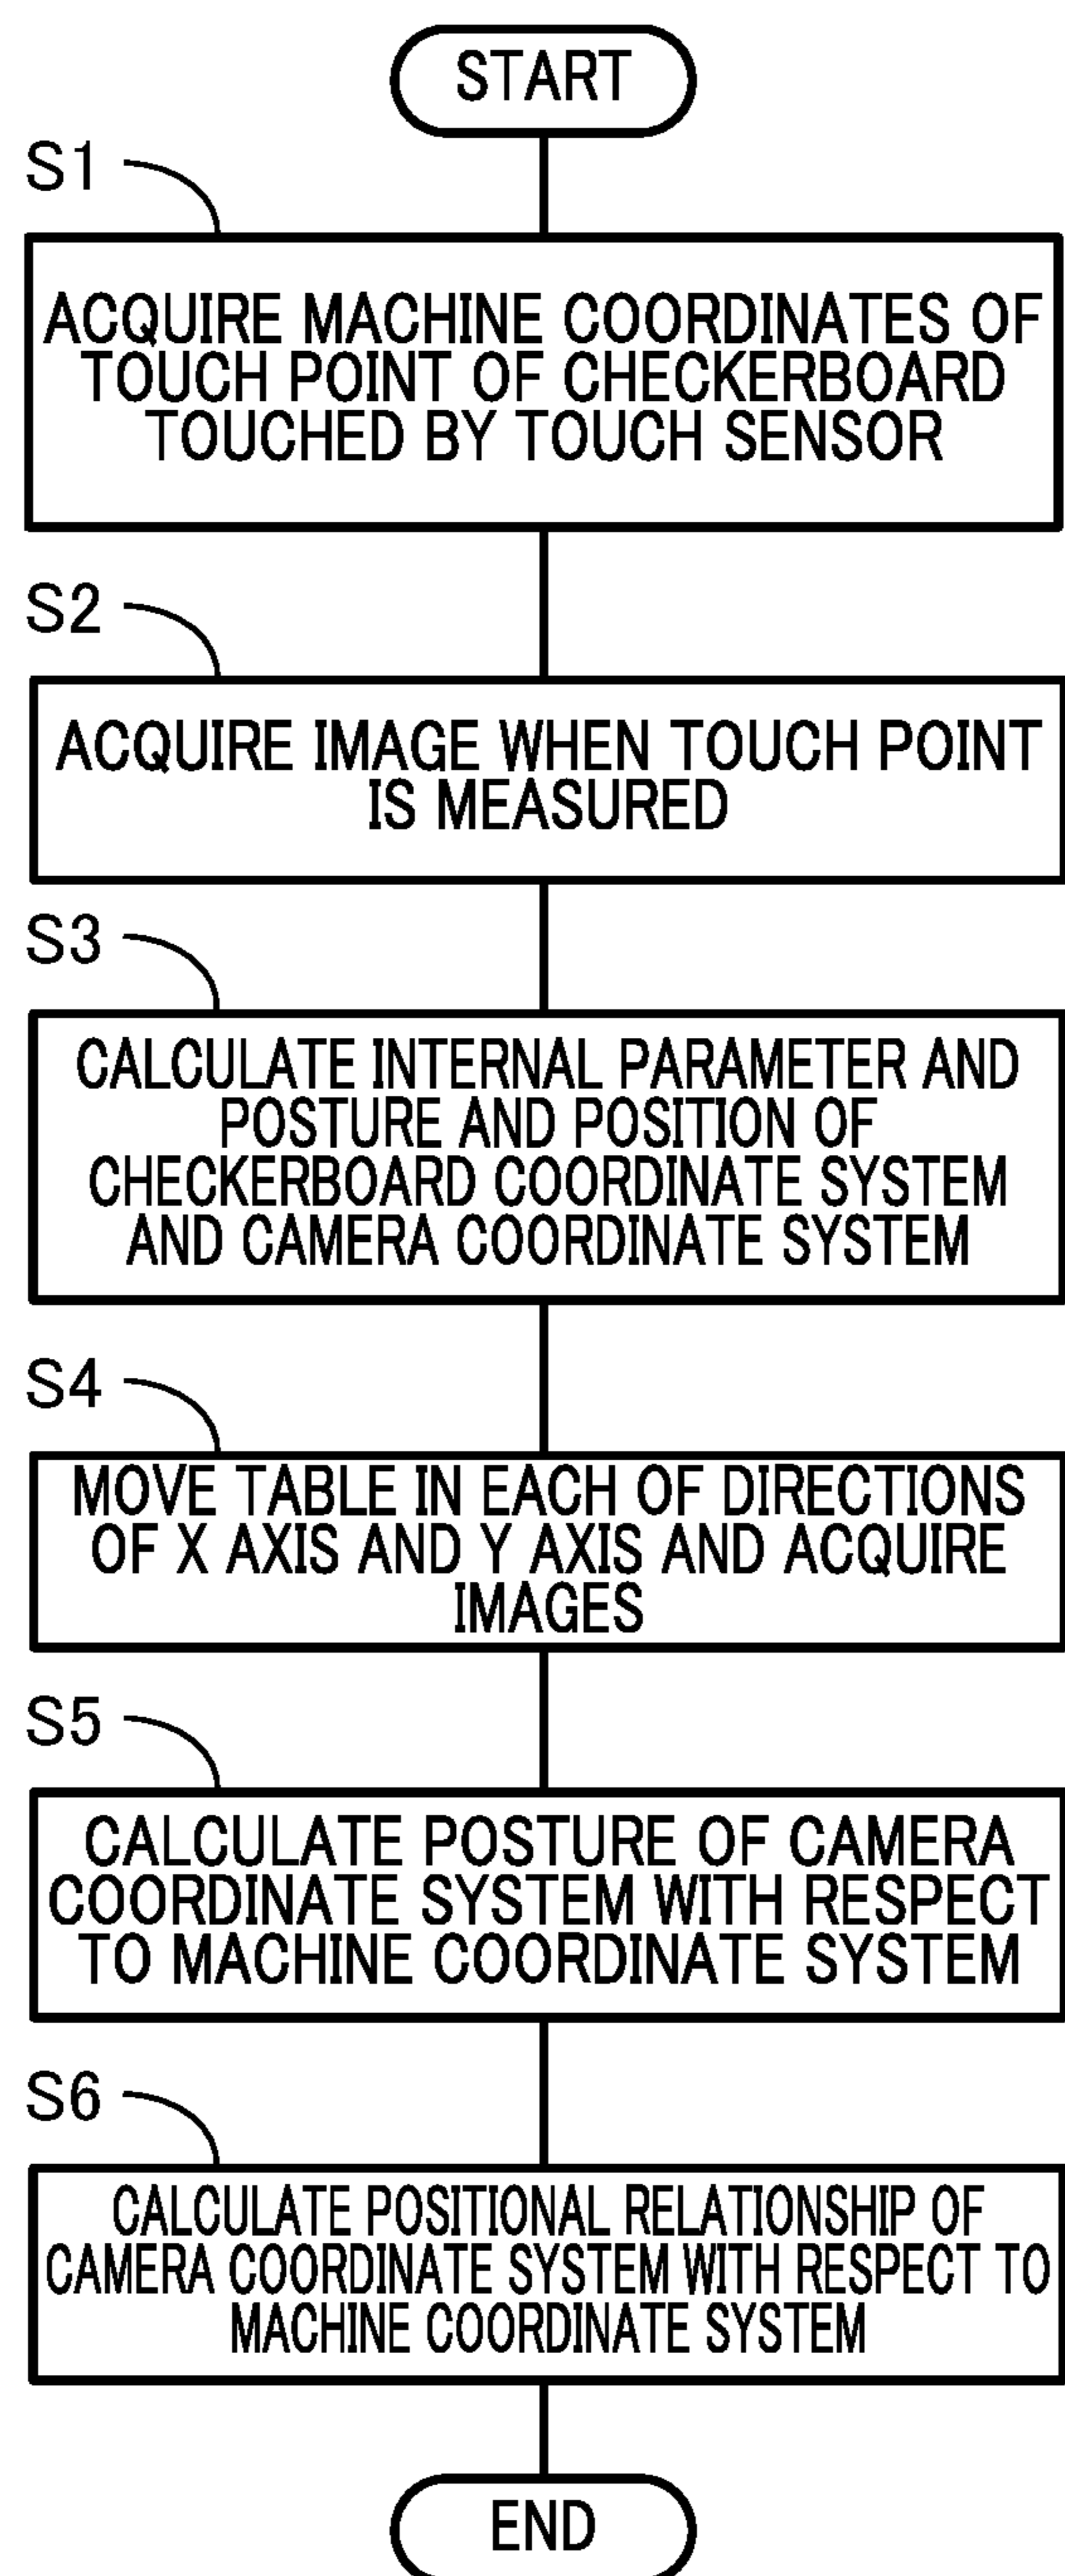 START
S1
ACQUIRE MACHINE COORDINATES OF
TOUCH POINT OF CHECKERBOARD
TOUCHED BY TOUCH SENSOR
S2
ACQUIRE IMAGE WHEN TOUCH POINT
IS MEASURED
S3
CALCULATE INTERNAL PARAMETER AND
POSTURE AND POSITION OF
CHECKERBOARD COORDINATE SYSTEM
AND CAMERA COORDINATE SYSTEM
S4
MOVE TABLE IN EACH OF DIRECTIONS
OF X AXIS AND Y AXIS AND ACQUIRE
IMAGES
S5
CALCULATE POSTURE OF CAMERA
COORDINATE SYSTEM WITH RESPECT
TO MACHINE COORDINATE SYSTEM
S6
CALCULATE POSITIONAL RELATIONSHIP OF
CAMERA COORDINATE SYSTEM WITH RESPECT TO
MACHINE COORDINATE SYSTEM
END